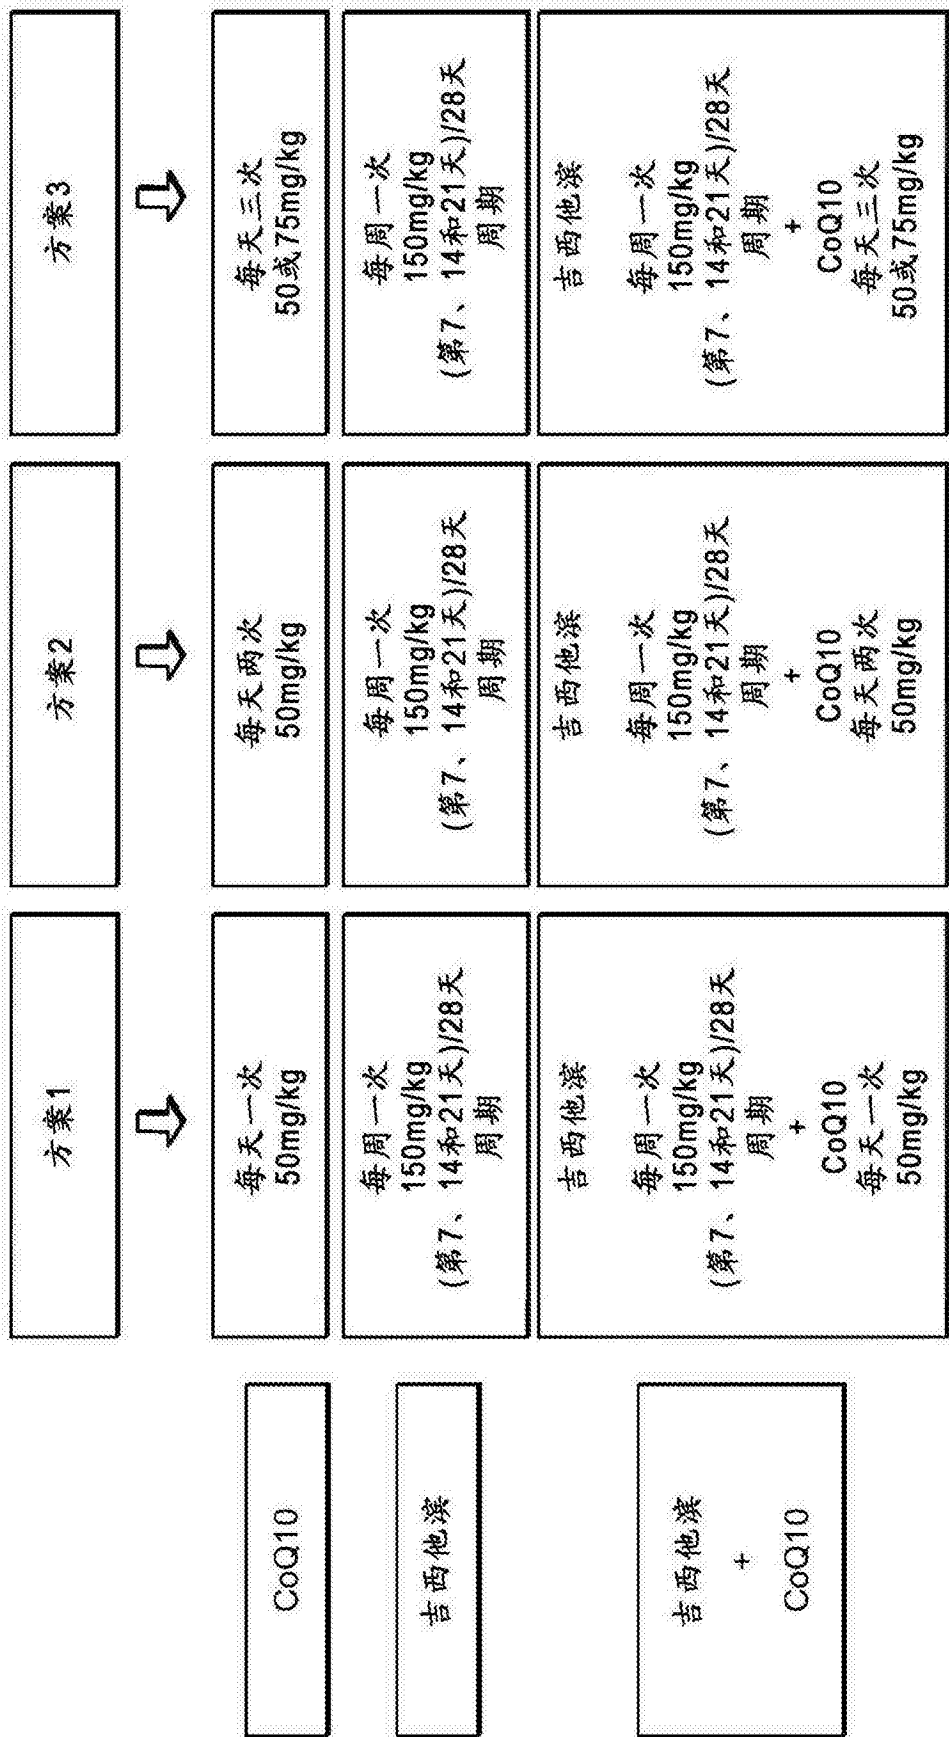 方案1
方案2
方案3
CoQ10
每天一次
50mg/kg
每天两次
50mg/kg
每天三次
50或75mg/kg
吉西他滨
每周一次
150mg/kg
(第7、14和21天)/28天
周期
每周一次
150mg/kg
(第7、14和21天)/28天
周期
每周一次
150mg/kg
(第7、14和21天)/28天
周期
吉西他滨
+
CoQ10
吉西他滨
每周一次
150mg/kg
(第7、14和21天)/28天
周期
+
CoQ10
每天一次
50mg/kg
吉西他滨
每周一次
150mg/kg
(第7、14和21天)/28天
周期
+
CoQ10
每天两次
50mg/kg
吉西他滨
每周一次
150mg/kg
(第7、14和21天)/28天
周期
+
CoQ10
每天三次
50或75mg/kg